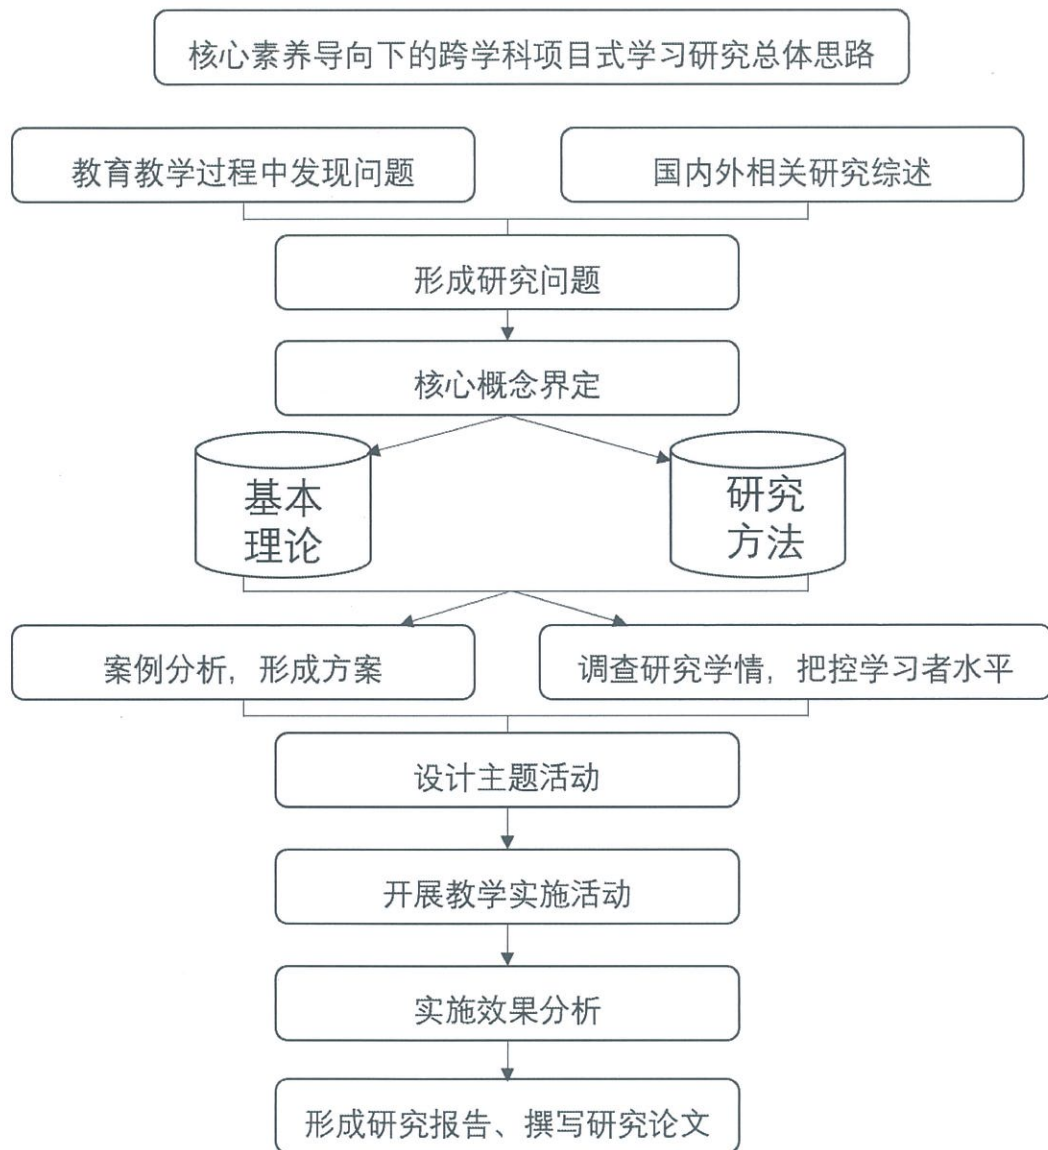 核心素养导向下的跨学科项目式学习研究总体思路
教育教学过程中发现问题
国内外相关研究综述
形成研究问题
核心概念界定
基本
理论
研究
方法
案例分析，形成方案
调查研究学情，把控学习者水平
设计主题活动
开展教学实施活动
实施效果分析
形成研究报告、撰写研究论文